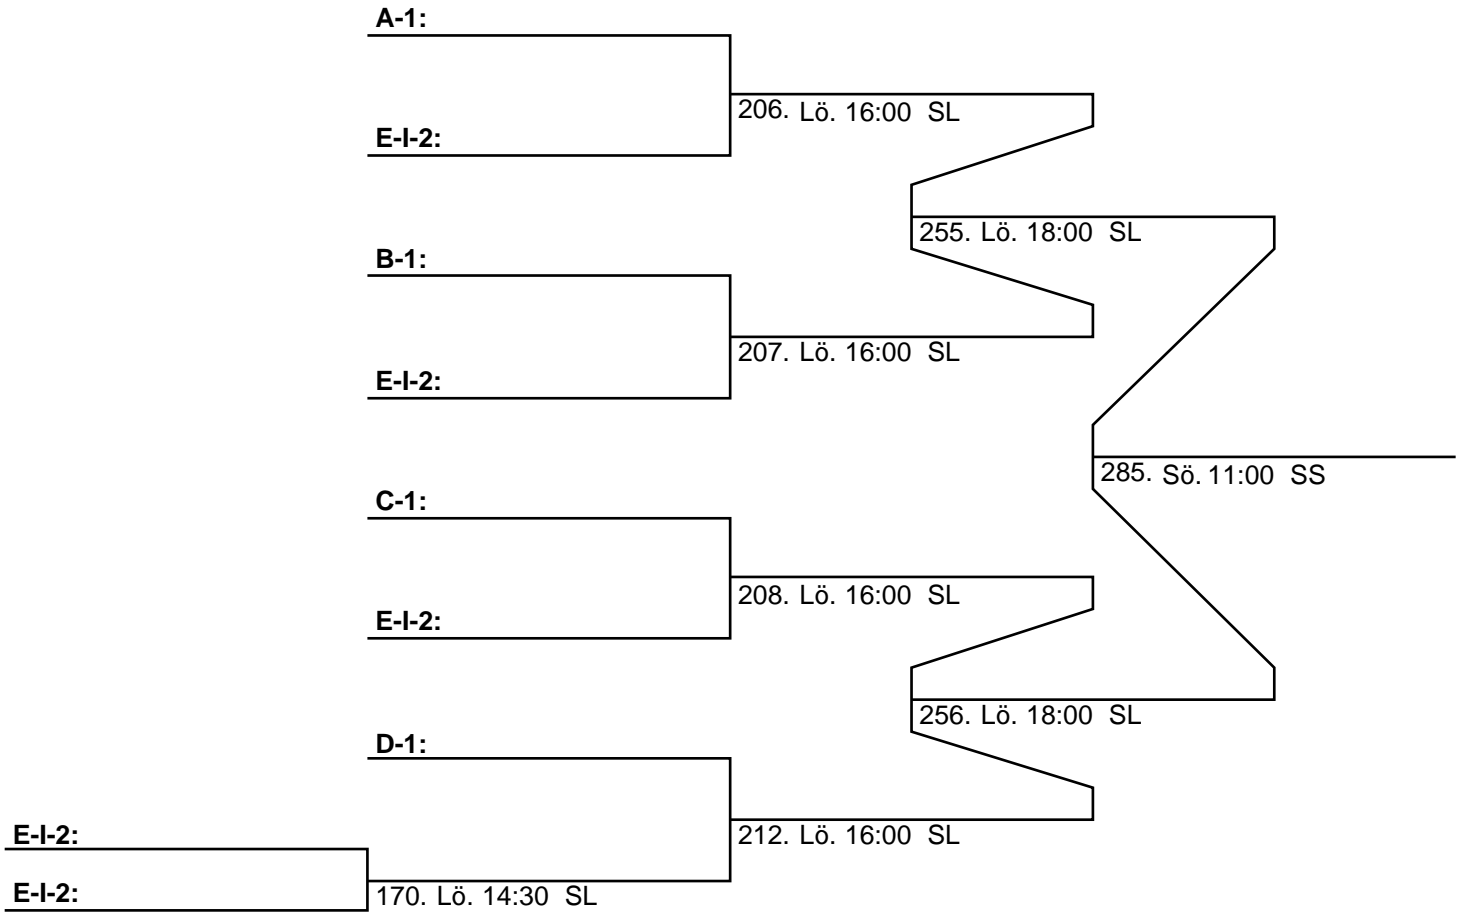 A-1:
206. Lö. 16:00 SL
E-I-2:
255. Lö. 18:00 SL
B-1:
207. Lö. 16:00 SL
E-I-2:
285. Sö. 11:00 SS
C-1:
208. Lö. 16:00 SL
E-I-2:
256. Lö. 18:00 SL
D-1:
212. Lö. 16:00 SL
E-I-2:
E-I-2:
170. Lö. 14:30 SL